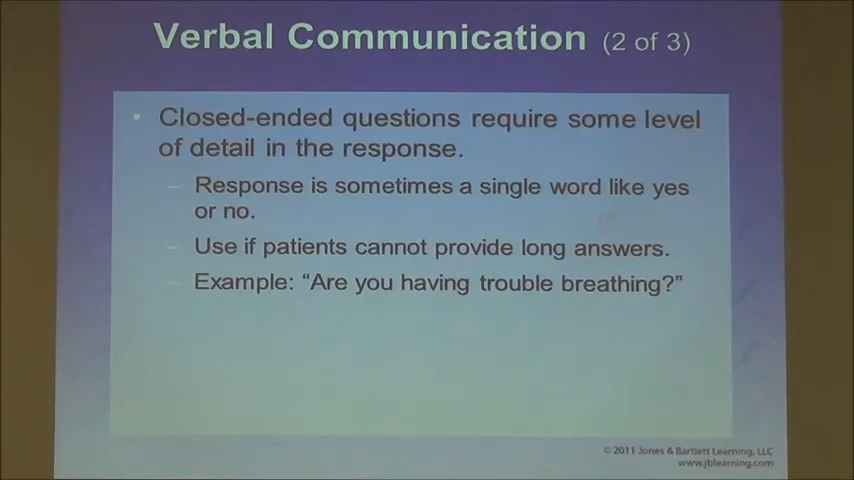 Verbal Communication (2 of 3)
• Closed-ended questions require some level
of detail in the response.
– Response is sometimes a single word like yes
or no.
– Use if patients cannot provide long answers.
– Example: “Are you having trouble breathing?”
© 2011 Jones & Bartlett Learning, LLC
www.jblearning.com